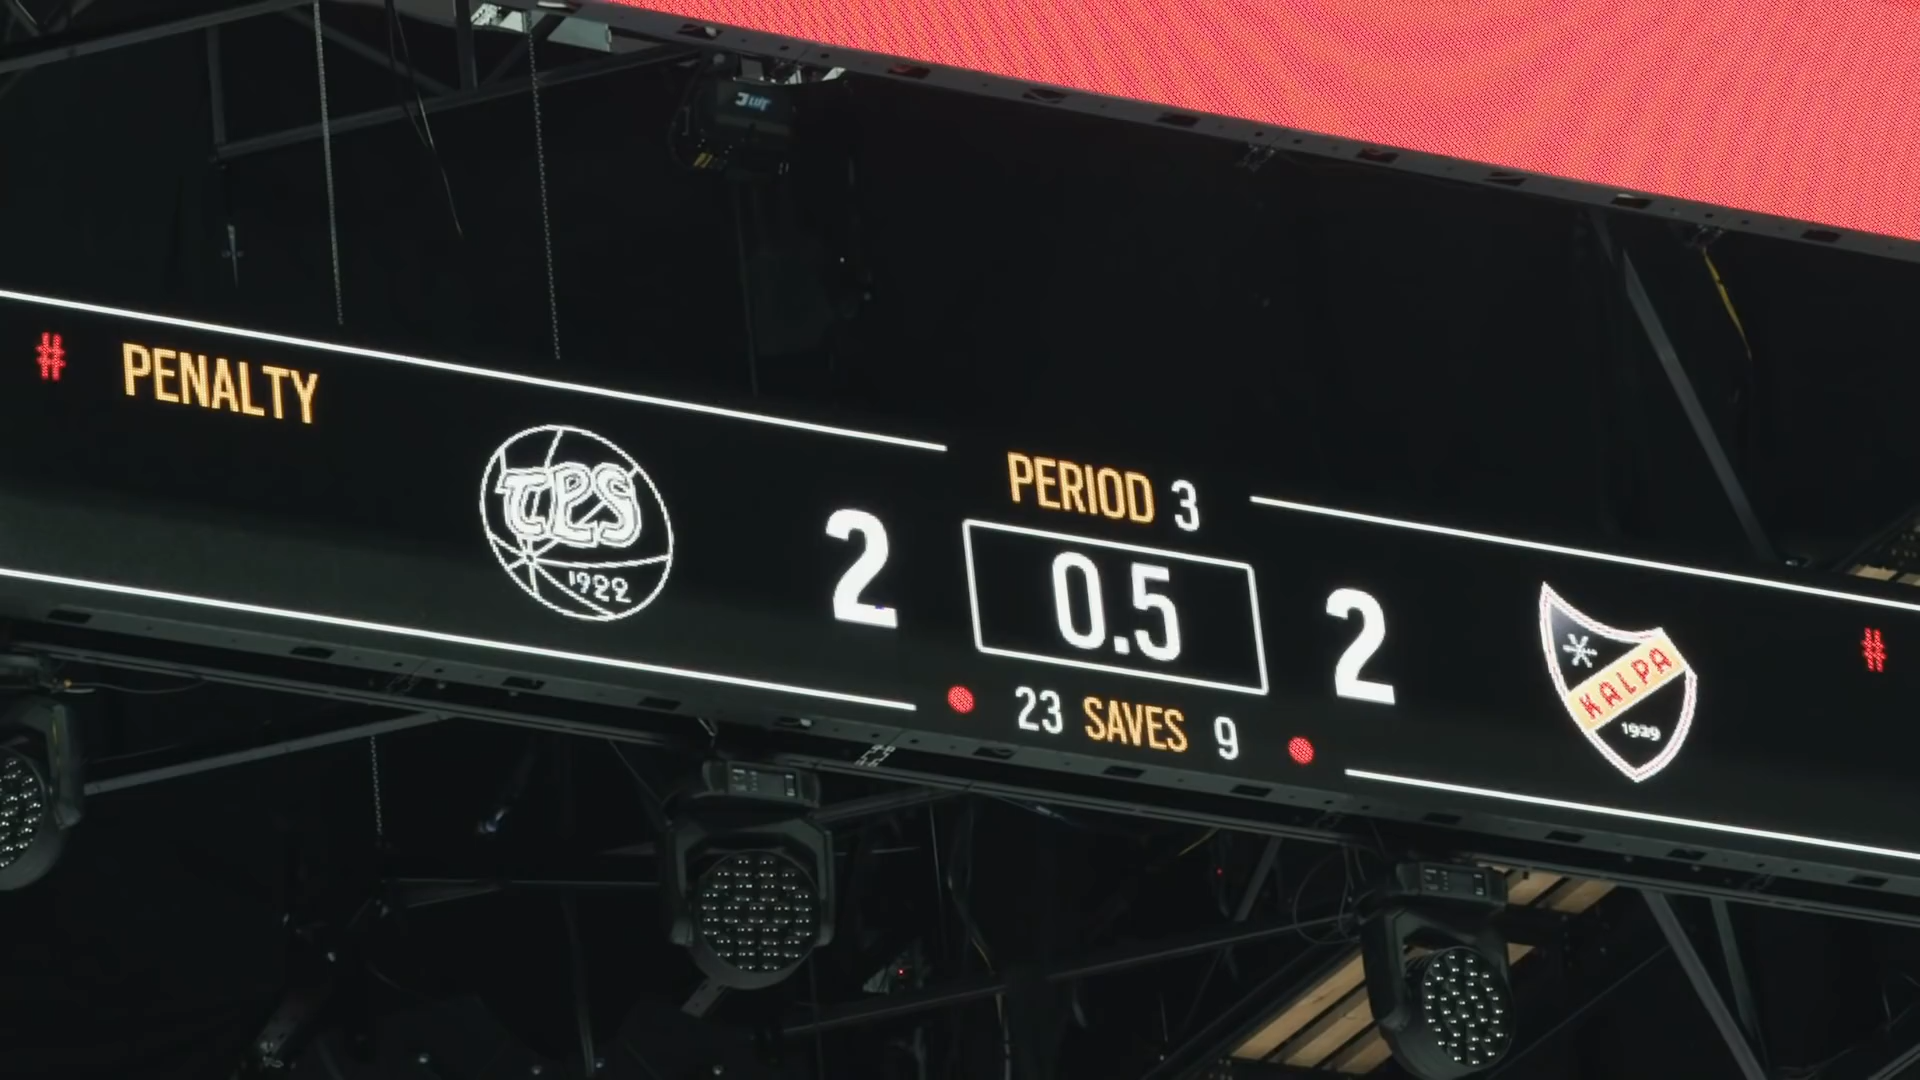 # PENALTY
TPS
1922
2
PERIOD 3
0.5
23 SAVES 9
2
KALPA
1929
#